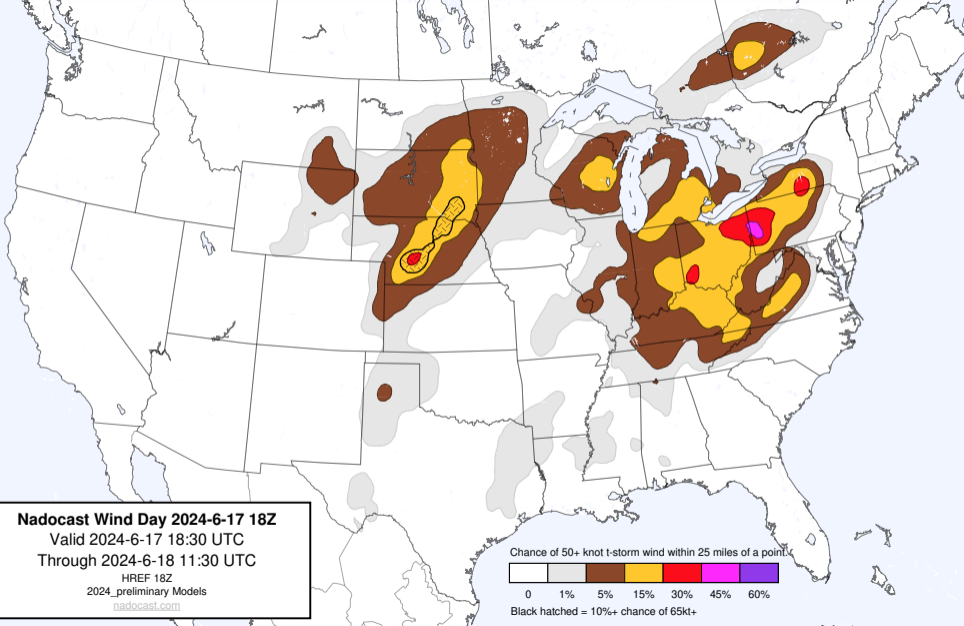 Nadocast Wind Day 2024-6-17 18Z
Valid 2024-6-17 18:30 UTC
Through 2024-6-18 11:30 UTC
HREF 18Z
2024_preliminary Models
nadocast.com
Chance of 50+ knot t-storm wind within 25 miles of a point.
0 1% 5% 15% 30% 45% 60%
Black hatched = 10%+ chance of 65kt+